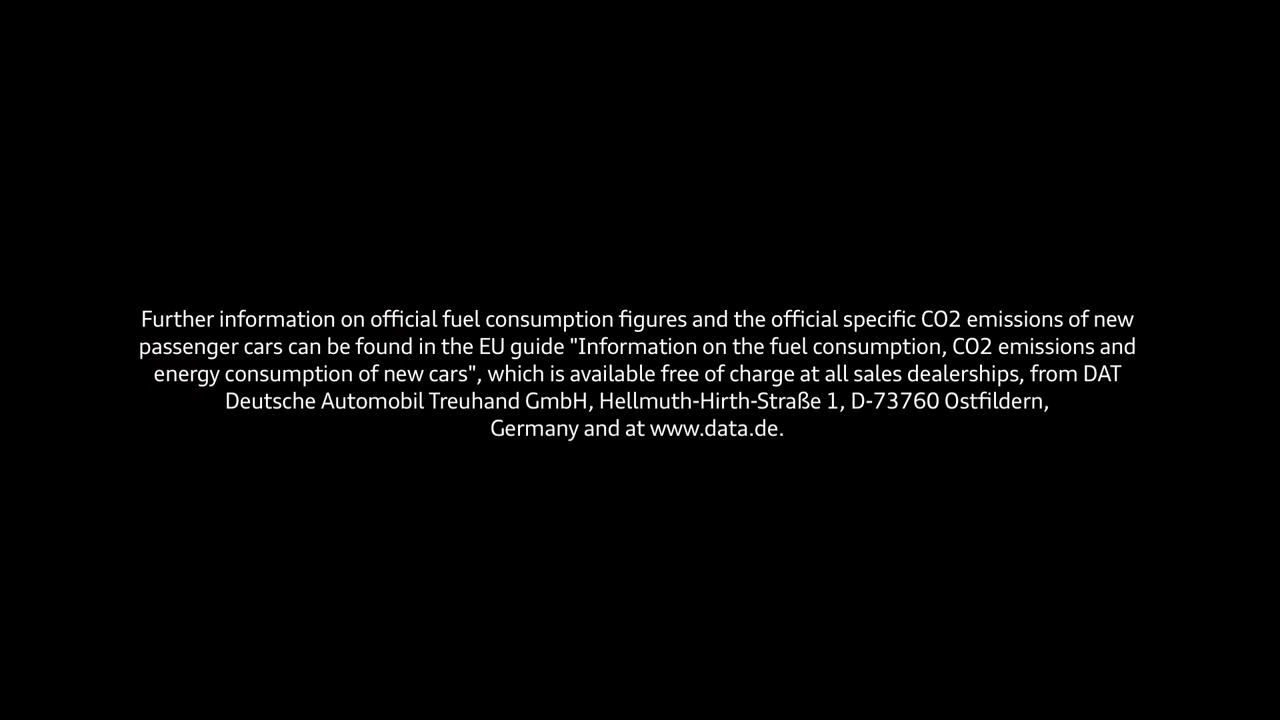 Further information on official fuel consumption figures and the official specific CO2 emissions of new
passenger cars can be found in the EU guide "Information on the fuel consumption, CO2 emissions and
energy consumption of new cars", which is available free of charge at all sales dealerships, from DAT
Deutsche Automobil Treuhand GmbH, Hellmuth-Hirth-Straße 1, D-73760 Ostfildern,
Germany and at www.data.de.